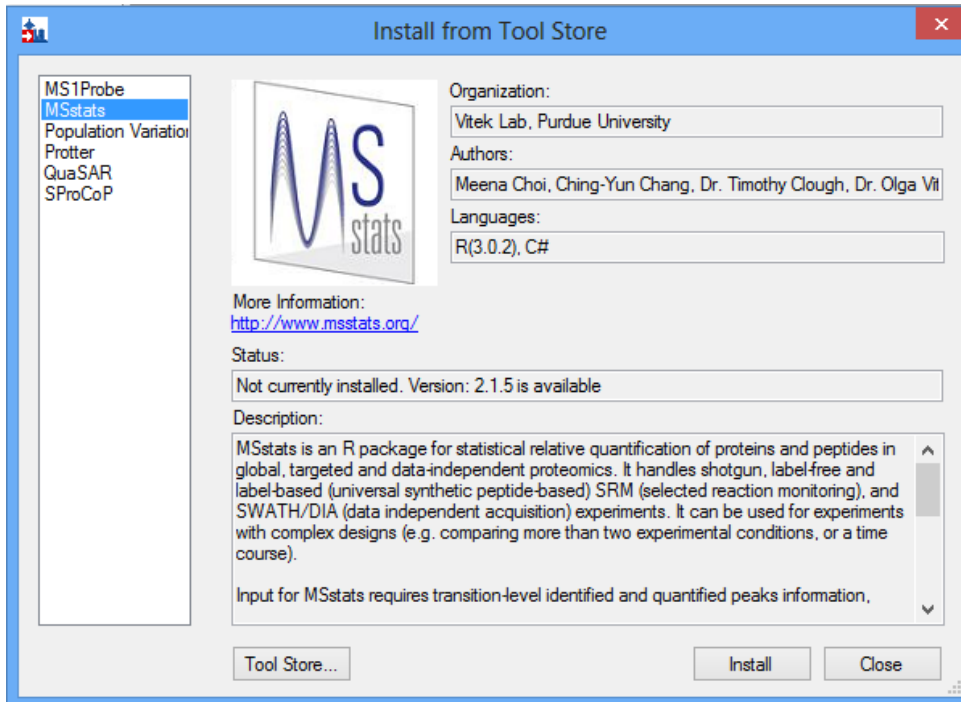 Install from Tool Store
MS1Probe
MSstats
Population Variation
Protter
QuaSAR
SProCoP
MS
stats
Organization:
Vitek Lab, Purdue University
Authors:
Meena Choi, Ching-Yun Chang, Dr. Timothy Clough, Dr. Olga Vit
Languages:
R(3.0.2), C#
More Information:
http://www.msstats.org/
Status:
Not currently installed. Version: 2.1.5 is available
Description:
MSstats is an R package for statistical relative quantification of proteins and peptides in
global, targeted and data-independent proteomics. It handles shotgun, label-free and
label-based (universal synthetic peptide-based) SRM (selected reaction monitoring), and
SWATH/DIA (data independent acquisition) experiments. It can be used for experiments
with complex designs (e.g. comparing more than two experimental conditions, or a time
course).
Input for MSstats requires transition-level identified and quantified peaks information,
Tool Store...
Install
Close